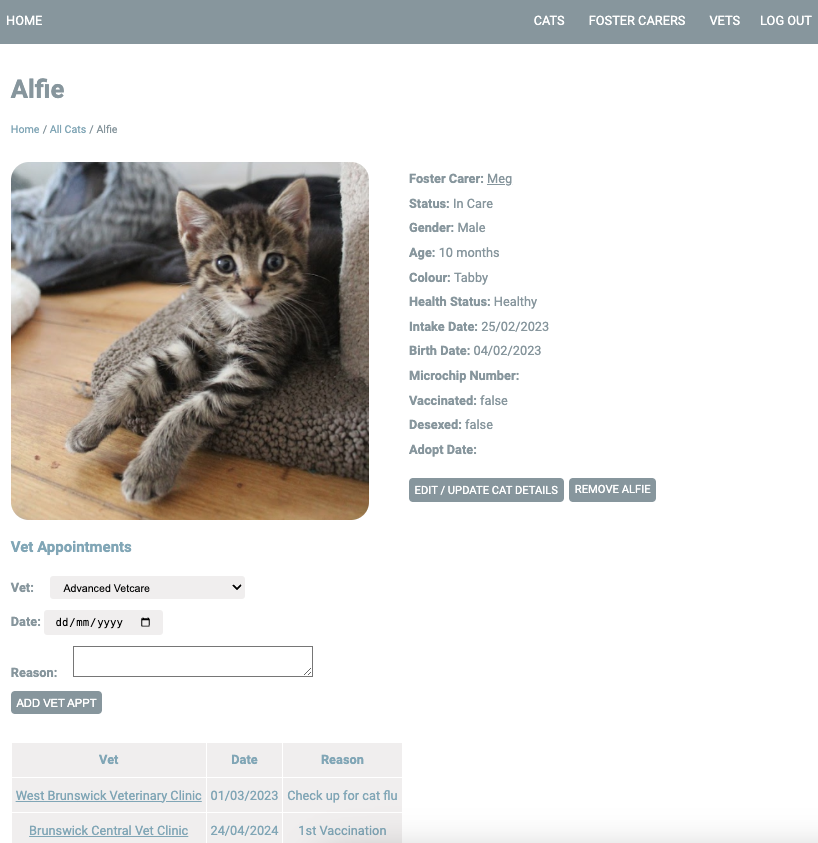 HOME CATS FOSTER CARERS VETS LOG OUT
Alfie
Home / All Cats / Alfie
Foster Carer: Meg
Status: In Care
Gender: Male
Age: 10 months
Colour: Tabby
Health Status: Healthy
Intake Date: 25/02/2023
Birth Date: 04/02/2023
Microchip Number:
Vaccinated: false
Desexed: false
Adopt Date:
EDIT / UPDATE CAT DETAILS REMOVE ALFIE
Vet Appointments
Vet: Advanced Vetcare
Date: dd/mm/yyyy
Reason:
ADD VET APPT
Vet Date Reason
West Brunswick Veterinary Clinic 01/03/2023 Check up for cat flu
Brunswick Central Vet Clinic 24/04/2024 1st Vaccination